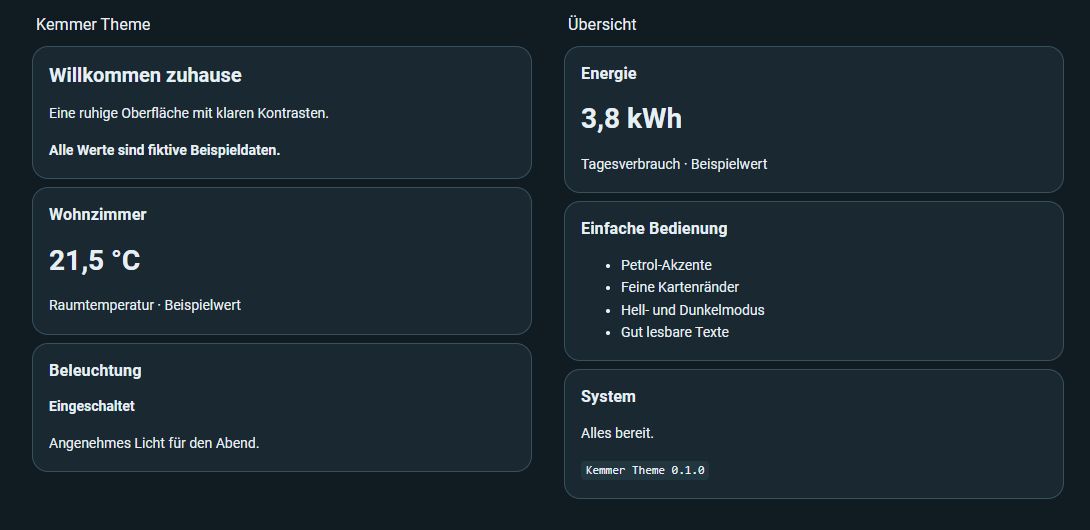 Kemmer Theme
Willkommen zuhause
Eine ruhige Oberfläche mit klaren Kontrasten.
Alle Werte sind fiktive Beispieldaten.
Wohnzimmer
21,5 °C
Raumtemperatur · Beispielwert
Beleuchtung
Eingeschaltet
Angenehmes Licht für den Abend.
Übersicht
Energie
3,8 kWh
Tagesverbrauch · Beispielwert
Einfache Bedienung
• Petrol-Akzente
• Feine Kartenränder
• Hell- und Dunkelmodus
• Gut lesbare Texte
System
Alles bereit.
Kemmer Theme 0.1.0